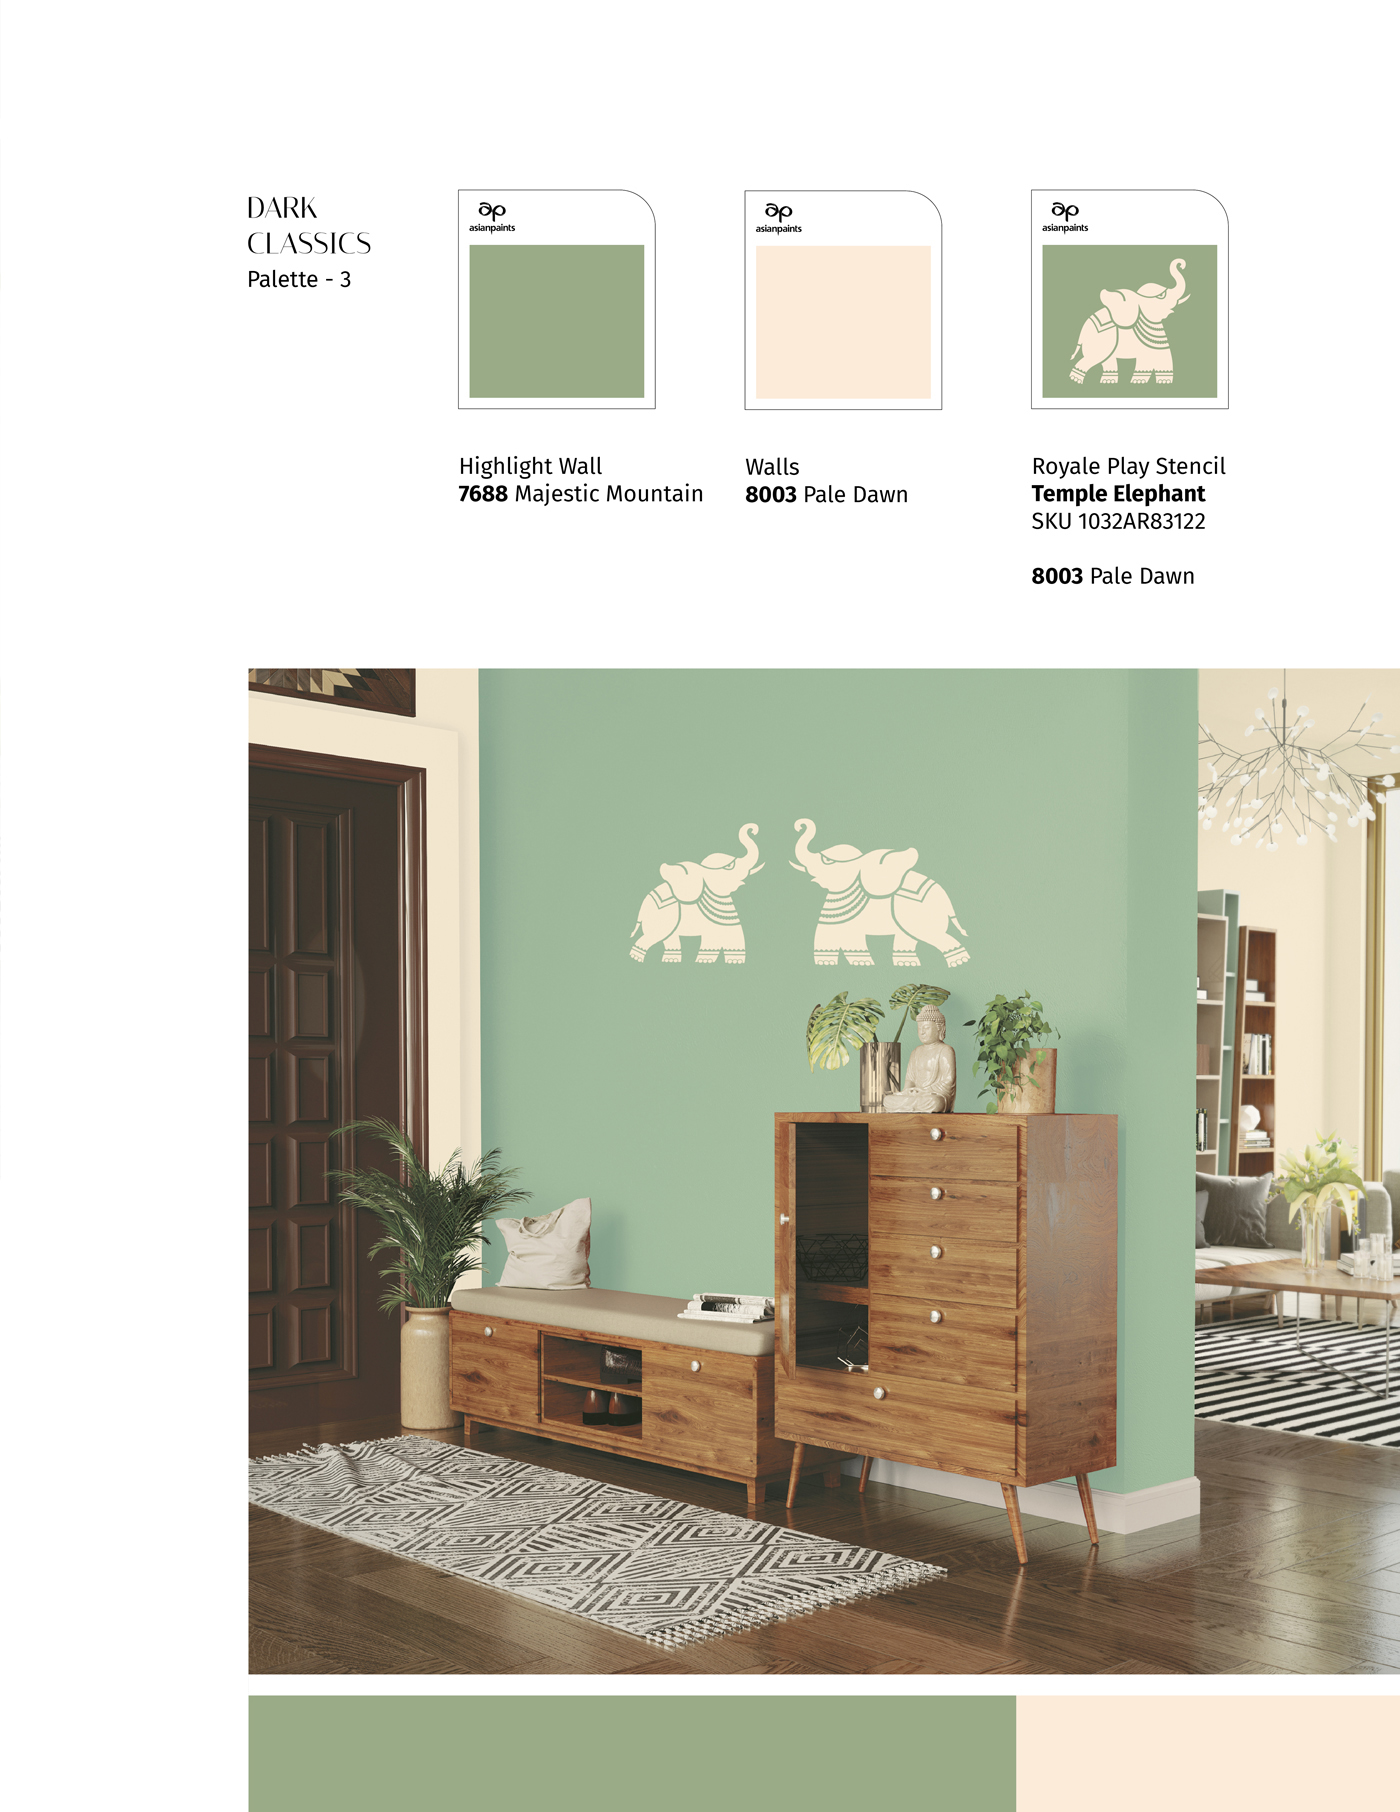 DARK
CLASSICS
Palette - 3
ap
asianpaints
ap
asianpaints
ap
asianpaints
Highlight Wall
7688 Majestic Mountain
Walls
8003 Pale Dawn
Royale Play Stencil
Temple Elephant
SKU 1032AR83122
8003 Pale Dawn